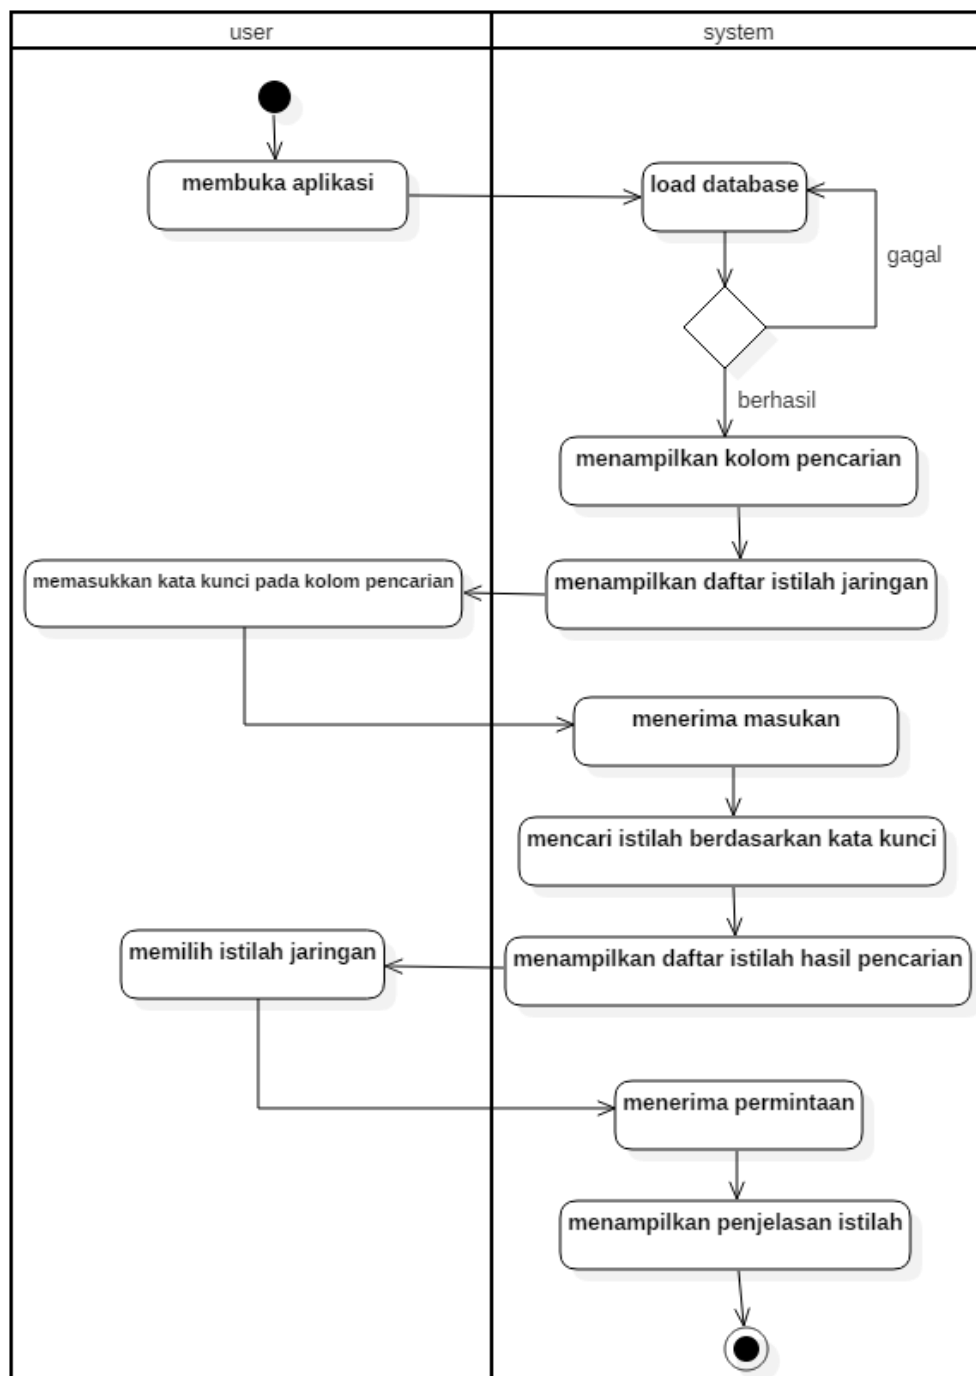 user
system
membuka aplikasi
load database
gagal
berhasil
menampilkan kolom pencarian
menampilkan daftar istilah jaringan
memasukkan kata kunci pada kolom pencarian
menerima masukan
mencari istilah berdasarkan kata kunci
menampilkan daftar istilah hasil pencarian
memilih istilah jaringan
menerima permintaan
menampilkan penjelasan istilah